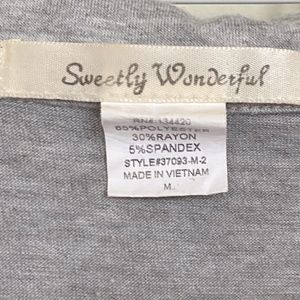 Sweetly Wonderful
RN#:134420
65%POLYESTER
30%RAYON
5%SPANDEX
STYLE#37093-M-2
MADE IN VIETNAM
M